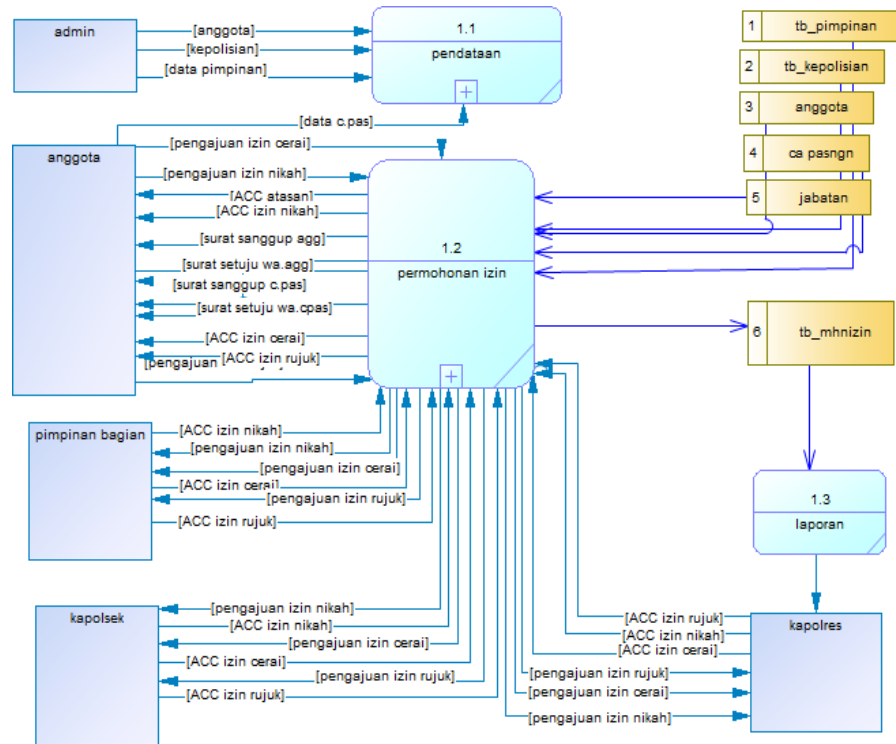 admin
[anggota]
[kepolisian]
[data pimpinan]
1.1
pendataan
1 tb_pimpinan
2 tb_kepolisian
3 anggota
4 ca pasngn
5 jabatan
[data c.pas]
anggota
[pengajuan izin cerai]
[pengajuan izin nikah]
[ACC atasan]
[ACC izin nikah]
[surat sanggup agg]
[surat setuju wa.agg]
[surat sanggup c.pas]
[surat setuju wa.cpas]
[ACC izin cerai]
[ACC izin rujuk]
[pengajuan
1.2
permohonan izin
6 tb_mhnizin
pimpinan bagian
[ACC izin nikah]
[pengajuan izin nikah]
[pengajuan izin cerai]
[ACC izin cerai]
[pengajuan izin rujuk]
[ACC izin rujuk]
1.3
laporan
kapolsek
[pengajuan izin nikah]
[ACC izin nikah]
[pengajuan izin cerai]
[ACC izin cerai]
[pengajuan izin rujuk]
[ACC izin rujuk]
[ACC izin rujuk]
[ACC izin nikah]
[ACC izin cerai]
[pengajuan izin rujuk]
[pengajuan izin cerai]
[pengajuan izin nikah]
kapolres